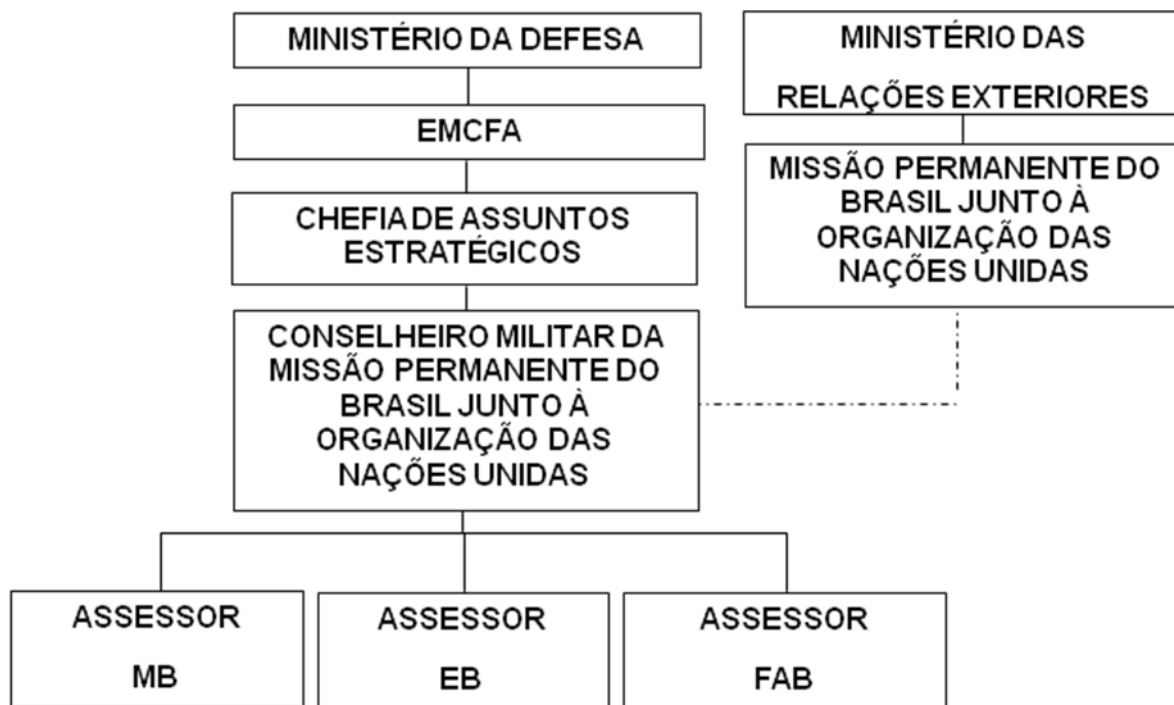 MINISTÉRIO DA DEFESA
EMCFA
CHEFIA DE ASSUNTOS
ESTRATÉGICOS
CONSELHEIRO MILITAR DA
MISSÃO PERMANENTE DO
BRASIL JUNTO À
ORGANIZAÇÃO DAS
NAÇÕES UNIDAS
MINISTÉRIO DAS
RELAÇÕES EXTERIORES
MISSÃO PERMANENTE DO
BRASIL JUNTO À
ORGANIZAÇÃO DAS
NAÇÕES UNIDAS
ASSESSOR
MB
ASSESSOR
EB
ASSESSOR
FAB